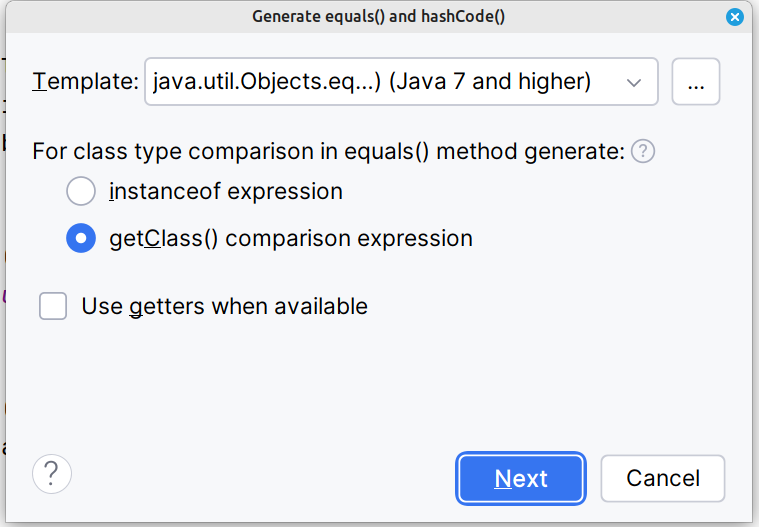 Generate equals() and hashCode()
Template: java.util.Objects.eq...) (Java 7 and higher) ...
For class type comparison in equals() method generate: ?
instanceof expression
getClass() comparison expression
Use getters when available
? Next Cancel